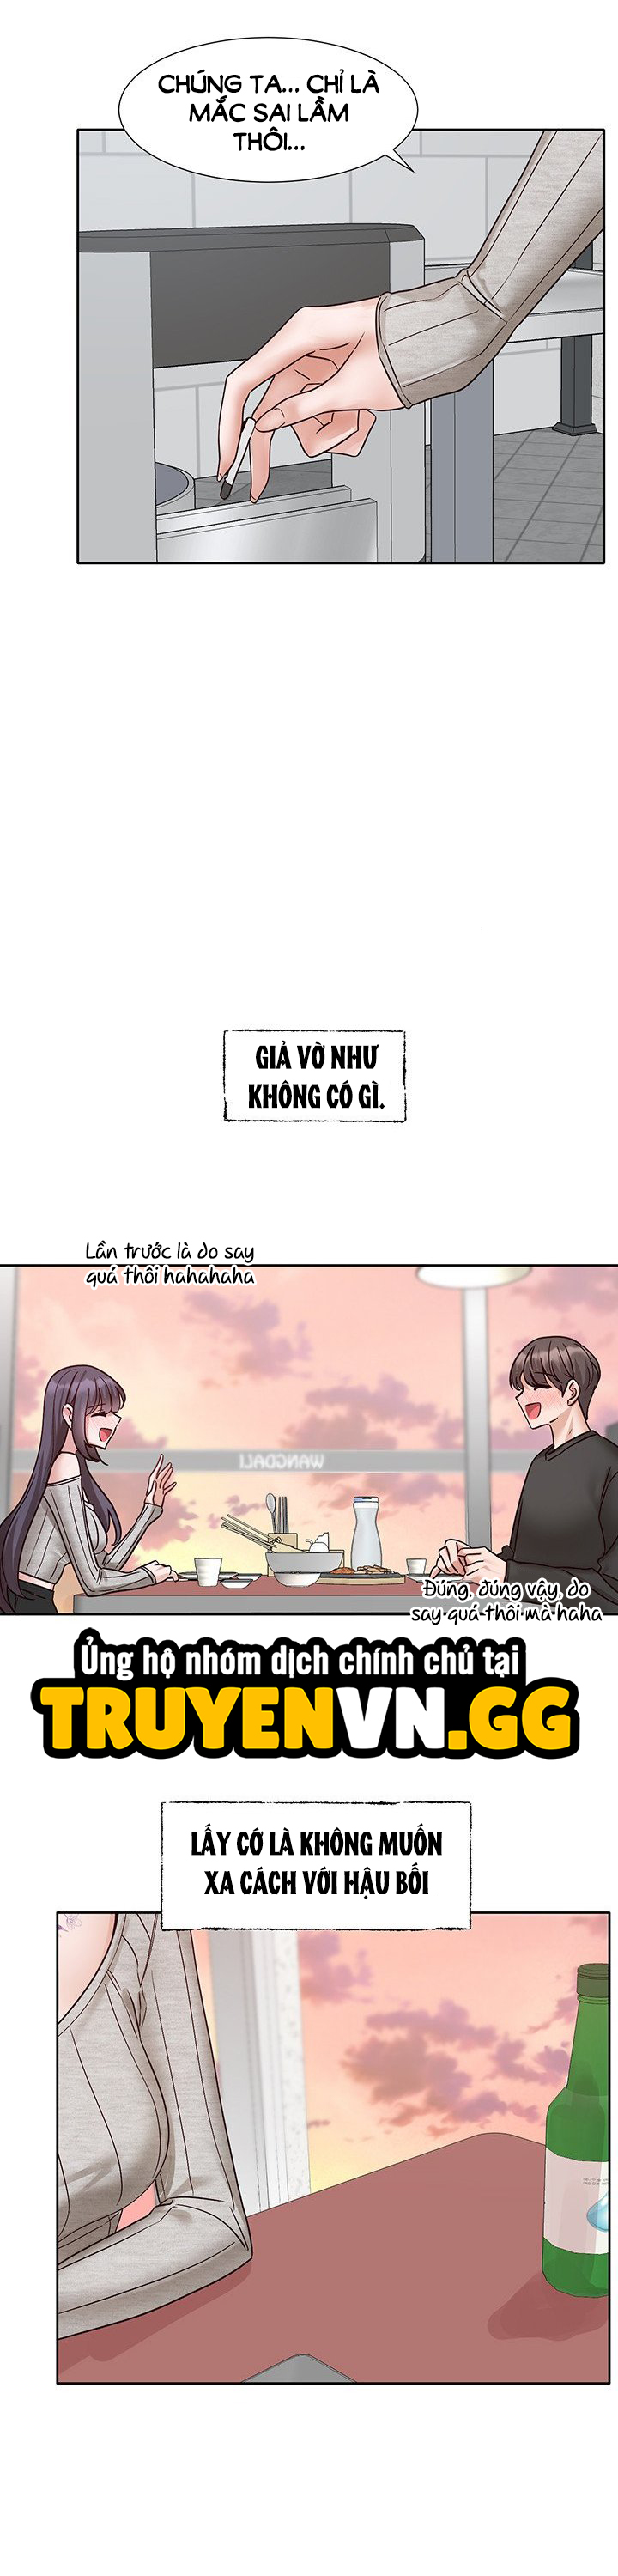 CHÚNG TA... CHỈ LÀ
MẮC SAI LẦM
THÔI...
GIẢ VỜ NHƯ
KHÔNG CÓ GÌ.
Lần trước là do say
quá thôi hahahaha
WANGDALI
Đúng, đúng vậy, do
say quá thôi mà haha
Ủng hộ nhóm dịch chính chủ tại
TRUYENVN.GG
LẤY CỚ LÀ KHÔNG MUỐN
XA CÁCH VỚI HẬU BỐI